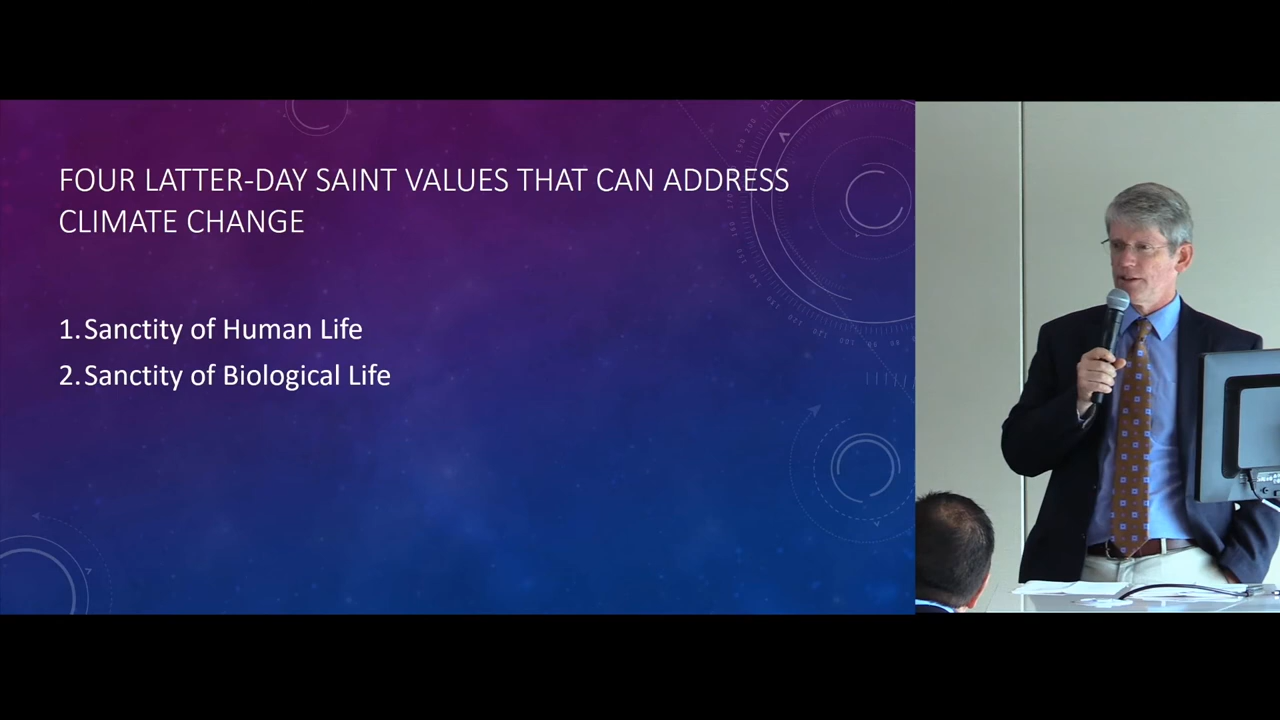 FOUR LATTER-DAY SAINT VALUES THAT CAN ADDRESS
CLIMATE CHANGE
1. Sanctity of Human Life
2. Sanctity of Biological Life